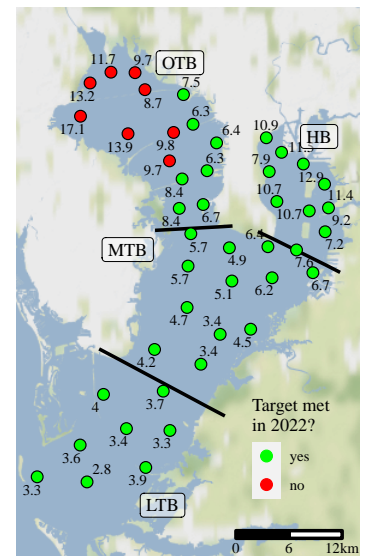 11.7 9.7 OTB
13.2 8.7 7.5
17.1 6.3
13.9 9.8 6.4 10.9 HB
11.3
9.7 6.3 7.9 12.9
8.4 10.7 11.4
8.4 6.7 10.7 9.2
MTB 5.7 4.9 6.4 7.2
7.6
5.7 5.1 6.2 6.7
4.7 3.4 4.5
4.2 3.4
4 3.7
Target met
in 2022?
3.4 3.3
3.6 yes
2.8 3.9 no
3.3
LTB
0 6 12km